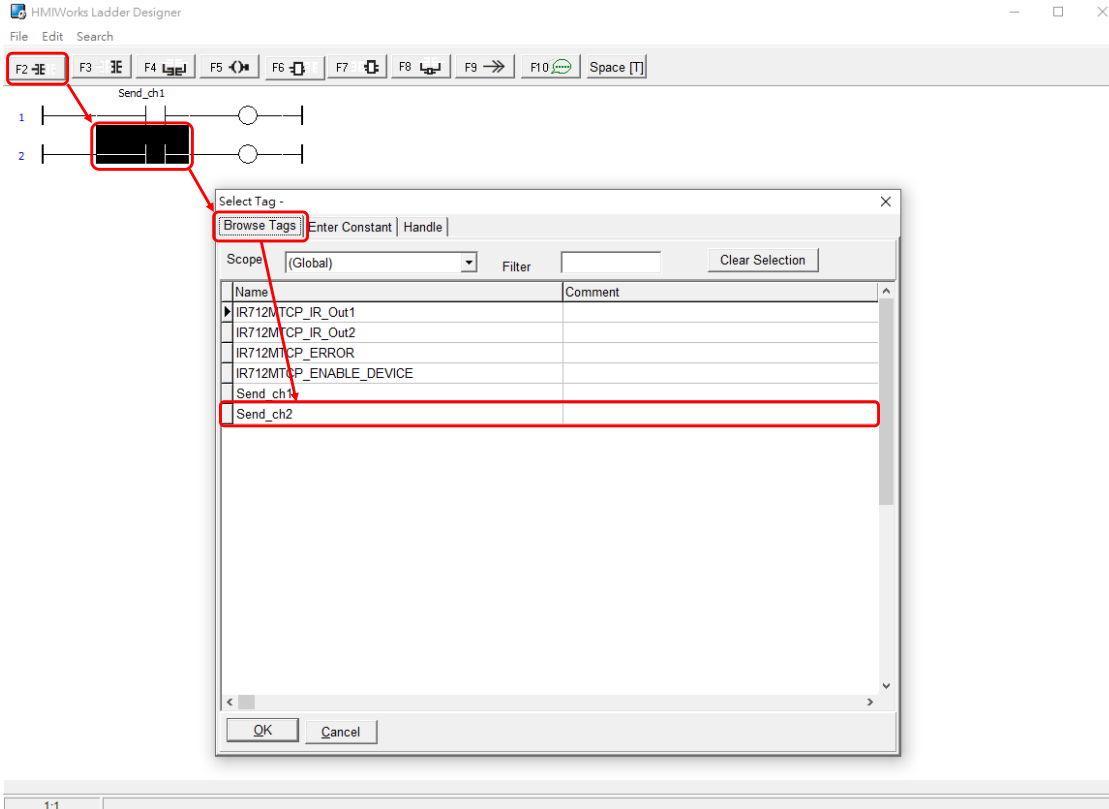 HMIWorks Ladder Designer
File Edit Search
F2 F3 F4 F5 F6 F7 F8 F9 F10 Space [T]
Send_ch1
1
2
Select Tag -
Browse Tags Enter Constant Handle
Scope (Global) Filter Clear Selection
Name Comment
IR712MTCP_IR_Out1
IR712MTCP_IR_Out2
IR712MTCP_ERROR
IR712MTCP_ENABLE_DEVICE
Send_ch1
Send_ch2
OK Cancel
1:1